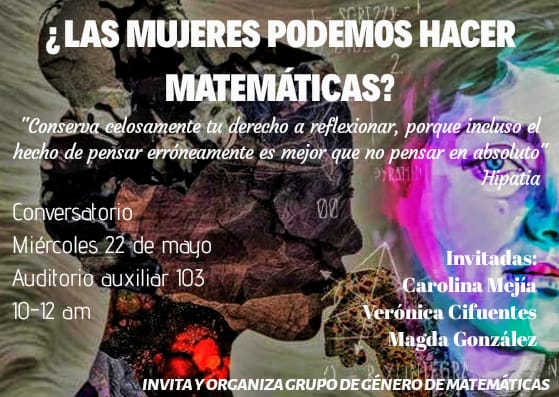 ¿LAS MUJERES PODEMOS HACER
MATEMÁTICAS?
"Conserva celosamente tu derecho a reflexionar, porque incluso el
hecho de pensar erróneamente es mejor que no pensar en absoluto"
Hipatia
Conversatorio
Miércoles 22 de mayo
Auditorio auxiliar 103
10-12 am
Invitadas:
Carolina Mejía
Verónica Cifuentes
Magda González
INVITA Y ORGANIZA GRUPO DE GÉNERO DE MATEMÁTICAS